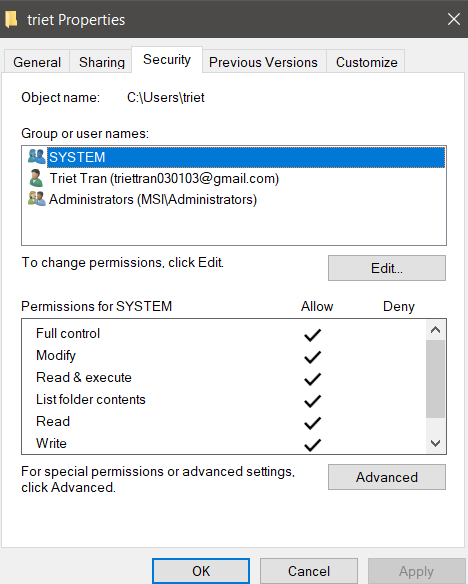 triet Properties
General Sharing Security Previous Versions Customize
Object name: C:\Users\triet
Group or user names:
SYSTEM
Triet Tran (triettran030103@gmail.com)
Administrators (MSI\Administrators)
To change permissions, click Edit.
Edit...
Permissions for SYSTEM Allow Deny
Full control
Modify
Read & execute
List folder contents
Read
Write
For special permissions or advanced settings,
click Advanced.
Advanced
OK Cancel Apply